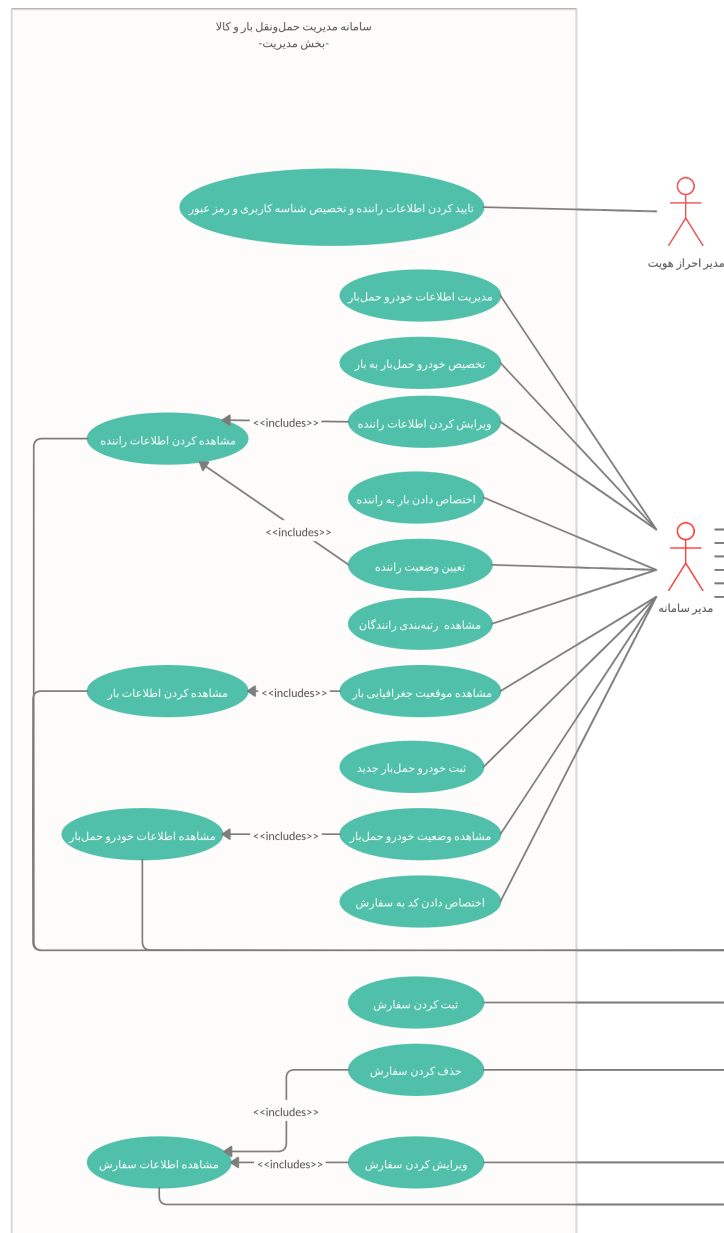 سامانه مدیریت حمل‌ونقل بار و کالا
-بخش مدیریت-
تایید کردن اطلاعات راننده و تخصیص شناسه کاربری و رمز عبور
مدیر احراز هویت
مدیریت اطلاعات خودرو حمل‌بار
تخصیص خودرو حمل‌بار به بار
ویرایش کردن اطلاعات راننده
<<includes>>
مشاهده کردن اطلاعات راننده
اختصاص دادن بار به راننده
<<includes>>
تعیین وضعیت راننده
مدیر سامانه
مشاهده رتبه‌بندی رانندگان
مشاهده موقعیت جغرافیایی بار
<<includes>>
مشاهده کردن اطلاعات بار
ثبت خودرو حمل‌بار جدید
مشاهده وضعیت خودرو حمل‌بار
<<includes>>
مشاهده اطلاعات خودرو حمل‌بار
اختصاص دادن کد به سفارش
ثبت کردن سفارش
حذف کردن سفارش
<<includes>>
ویرایش کردن سفارش
<<includes>>
مشاهده اطلاعات سفارش